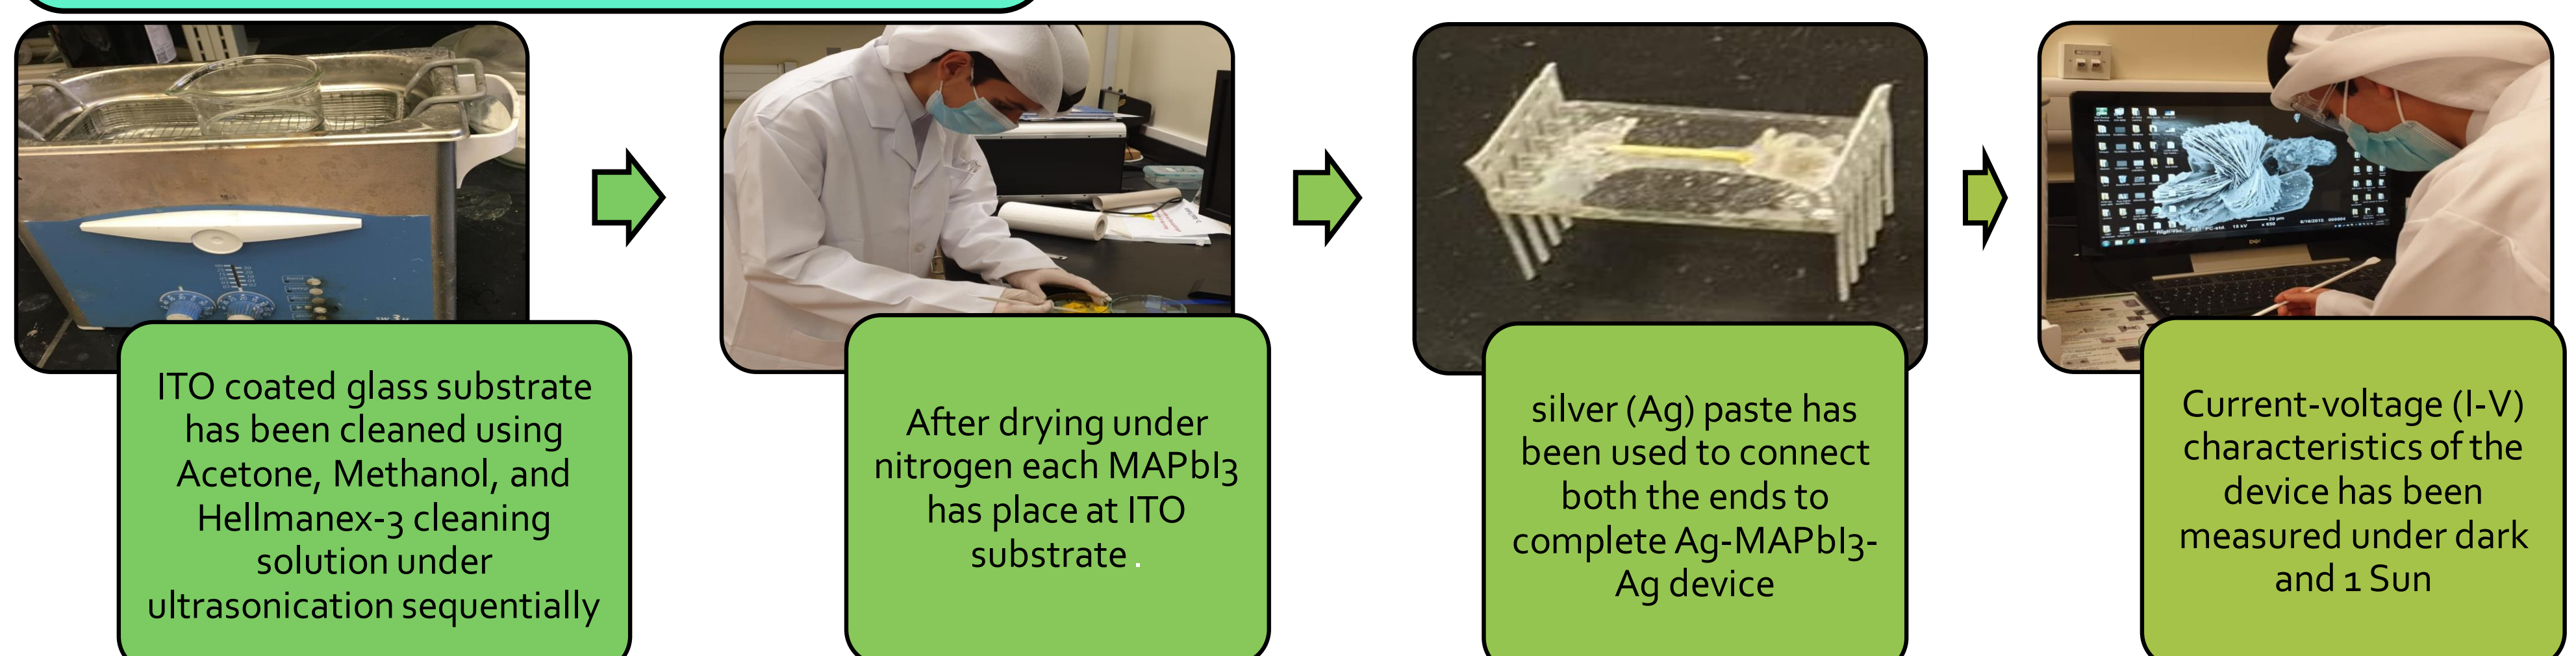 ITO coated glass substrate
has been cleaned using
Acetone, Methanol, and
Hellmanex-3 cleaning
solution under
ultrasonication sequentially
After drying under
nitrogen each MAPbI3
has place at ITO
substrate .
silver (Ag) paste has
been used to connect
both the ends to
complete Ag-MAPbI3-
Ag device
Current-voltage (I-V)
characteristics of the
device has been
measured under dark
and 1 Sun